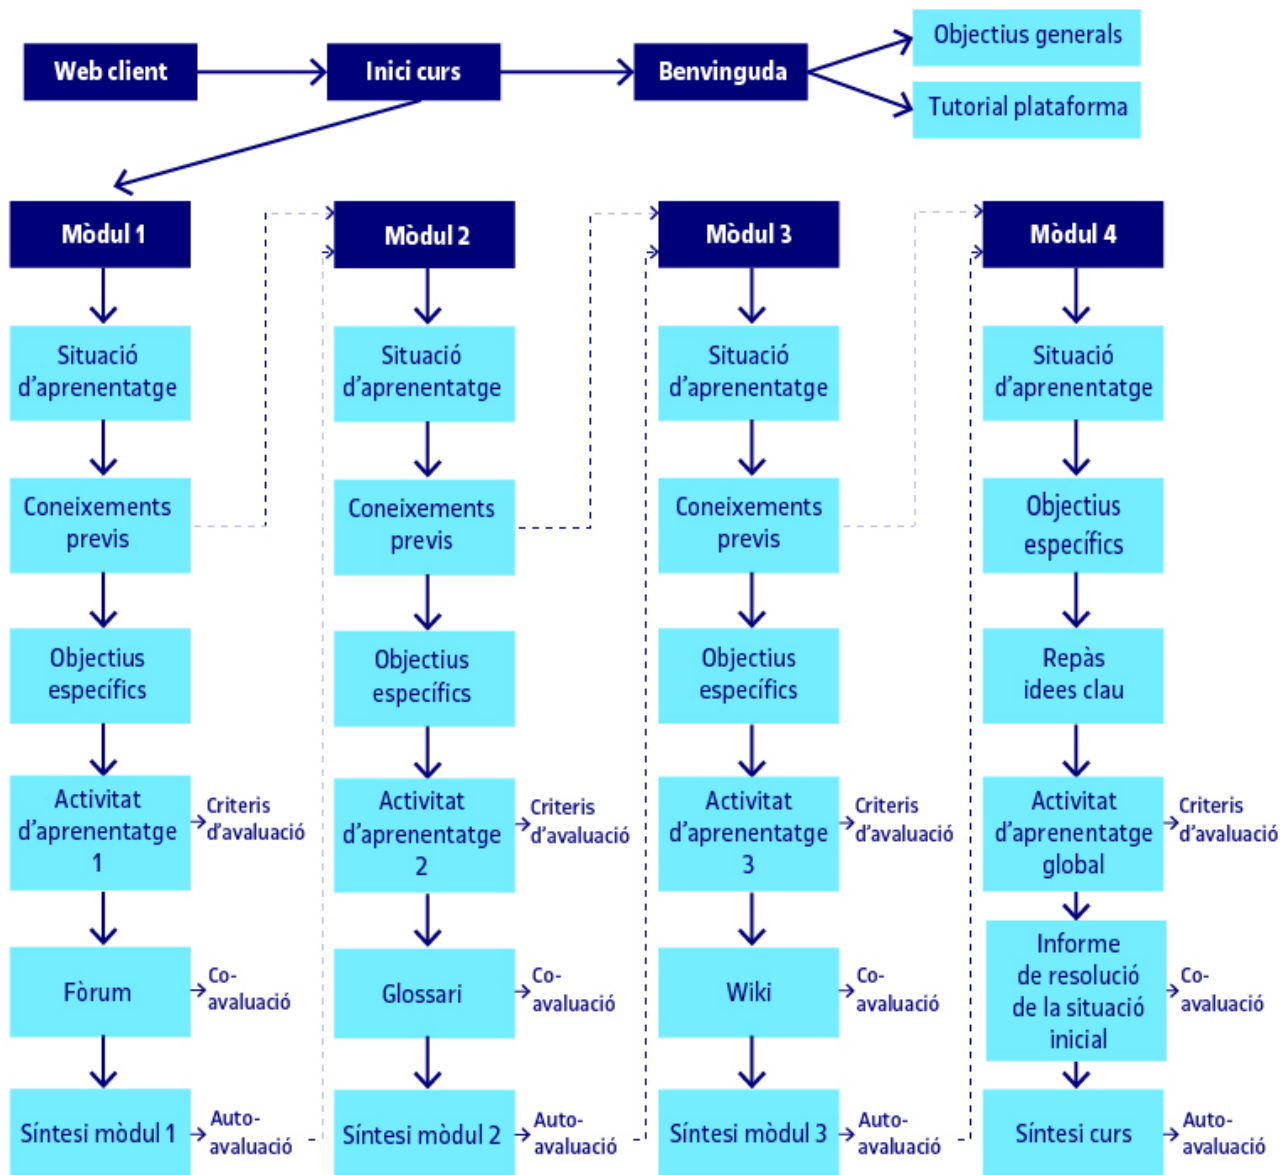 Web client
Inici curs
Benvinguda
Objectius generals
Tutorial plataforma
Mòdul 1
Situació
d'aprenentatge
Coneixements
previs
Objectius
específics
Activitat
d'aprenentatge
1
Criteris
d'avaluació
Fòrum
Co-
avaluació
Síntesi mòdul 1
Auto-
avaluació
Mòdul 2
Situació
d'aprenentatge
Coneixements
previs
Objectius
específics
Activitat
d'aprenentatge
2
Criteris
d'avaluació
Glossari
Co-
avaluació
Síntesi mòdul 2
Auto-
avaluació
Mòdul 3
Situació
d'aprenentatge
Coneixements
previs
Objectius
específics
Activitat
d'aprenentatge
3
Criteris
d'avaluació
Wiki
Co-
avaluació
Síntesi mòdul 3
Auto-
avaluació
Mòdul 4
Situació
d'aprenentatge
Objectius
específics
Repàs
idees clau
Activitat
d'aprenentatge
global
Criteris
d'avaluació
Informe
de resolució
de la situació
inicial
Co-
avaluació
Síntesi curs
Auto-
avaluació